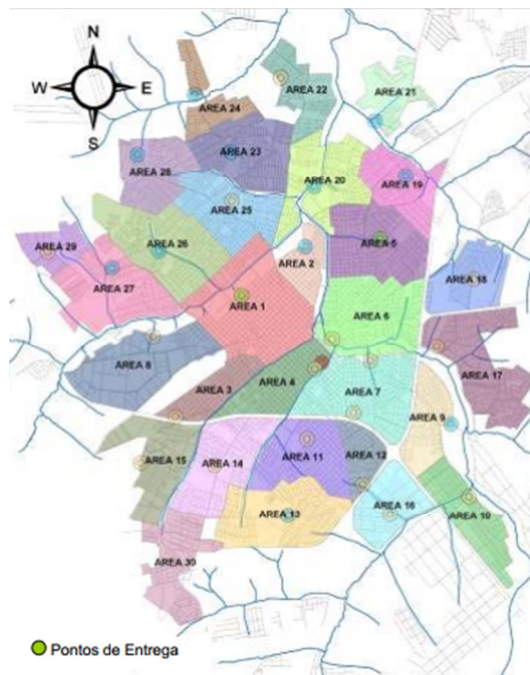 N
W E
S
AREA 24
AREA 22
AREA 21
AREA 23
AREA 28
AREA 20
AREA 19
AREA 25
AREA 5
AREA 26
AREA 29
AREA 2
AREA 18
AREA 27
AREA 1
AREA 6
AREA 8
AREA 17
AREA 3
AREA 4
AREA 7
AREA 9
AREA 11
AREA 12
AREA 15
AREA 14
AREA 16
AREA 13
AREA 10
AREA 30
Pontos de Entrega